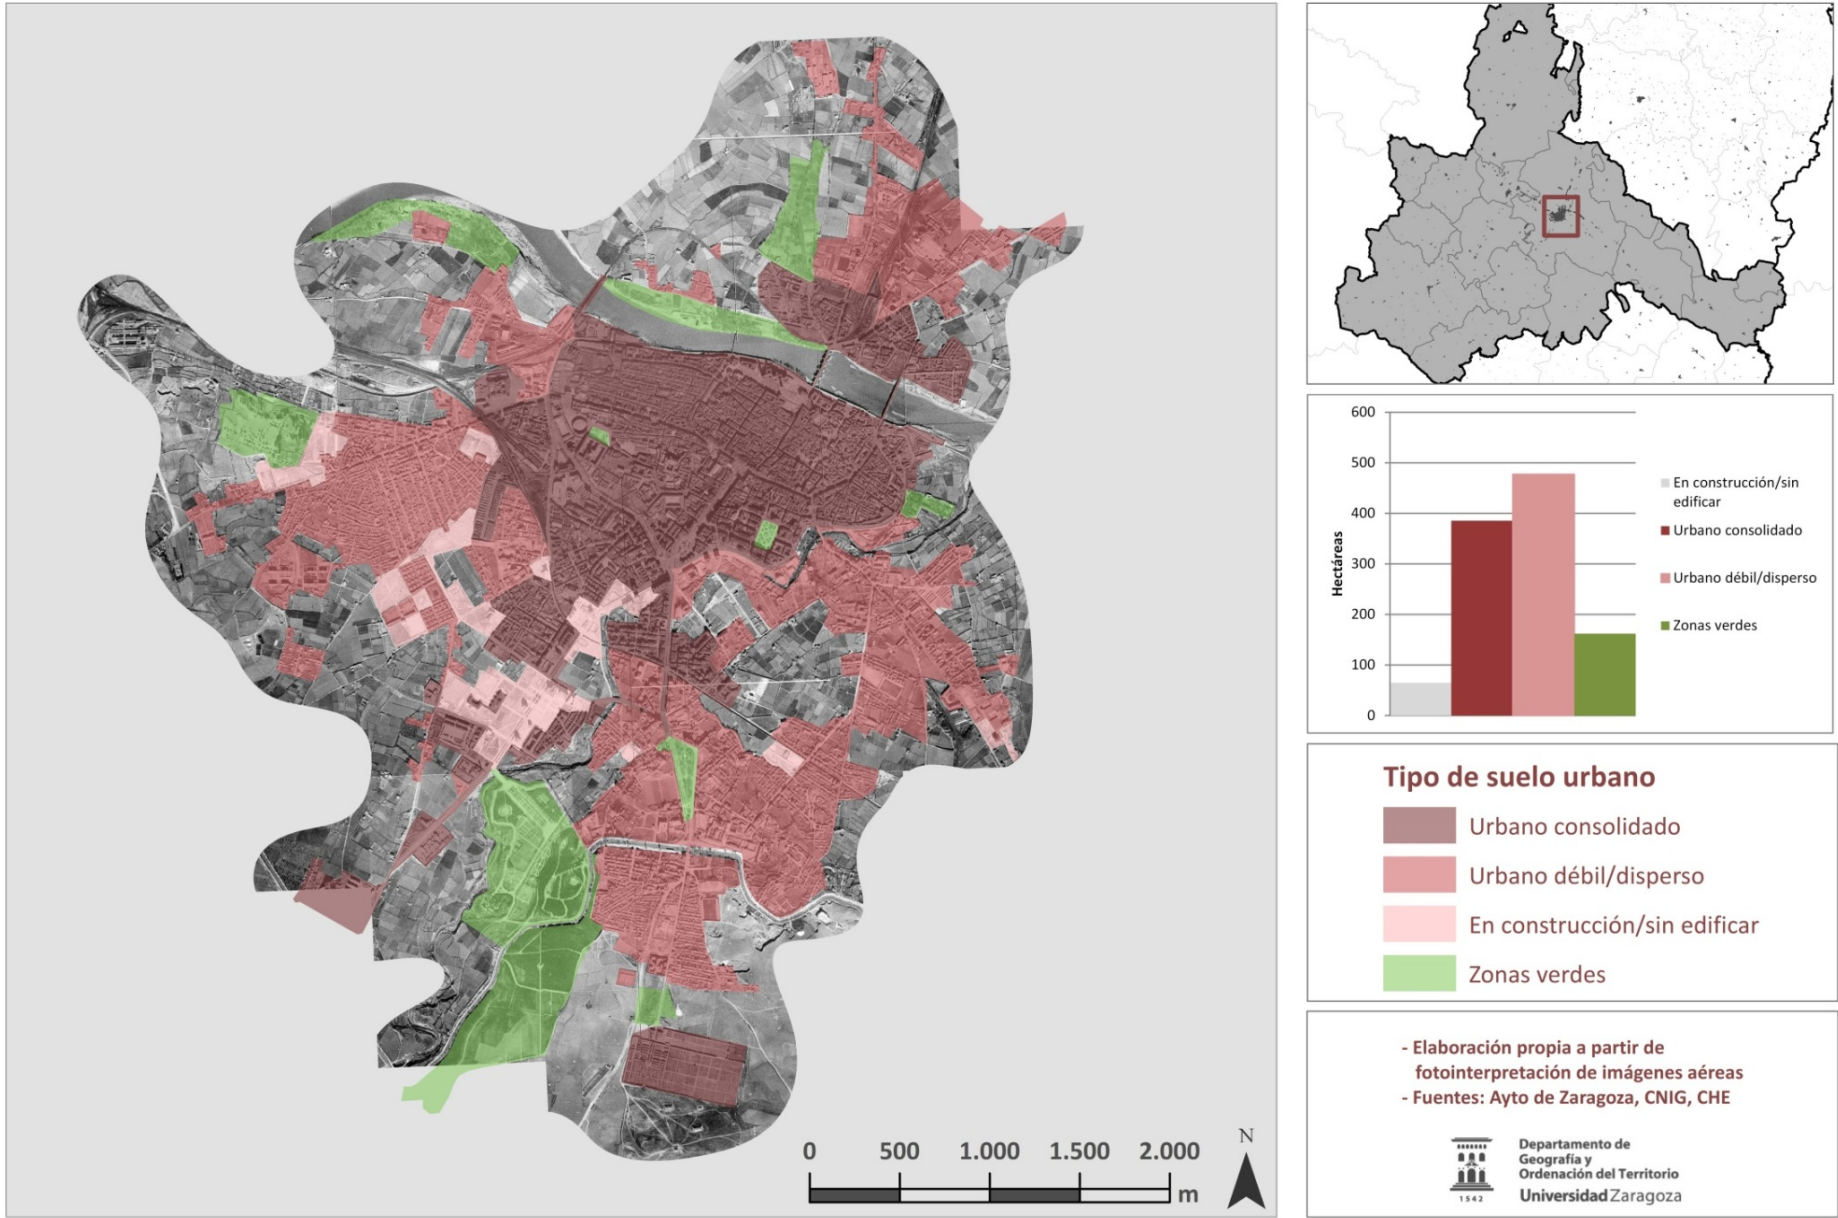 0 500 1.000 1.500 2.000
m
N
600
500
400
300
200
100
0
Hectáreas
En construcción/sin
edificar
Urbano consolidado
Urbano débil/disperso
Zonas verdes
Tipo de suelo urbano
Urbano consolidado
Urbano débil/disperso
En construcción/sin edificar
Zonas verdes
- Elaboración propia a partir de
fotointerpretación de imágenes aéreas
- Fuentes: Ayto de Zaragoza, CNIG, CHE
1542
Departamento de
Geografía y
Ordenación del Territorio
Universidad Zaragoza